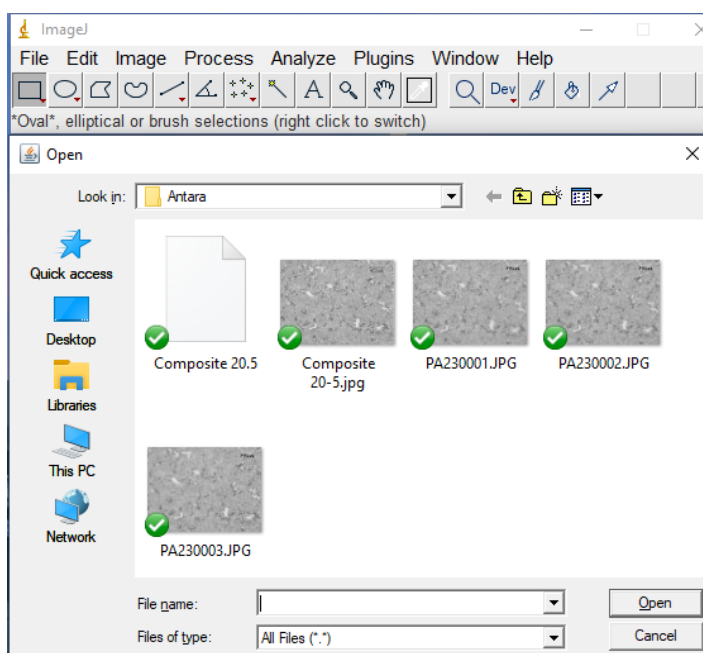 ImageJ
File Edit Image Process Analyze Plugins Window Help
A Dev
*Oval*, elliptical or brush selections (right click to switch)
Open
Look in: Antara
Quick access
Desktop
Libraries
This PC
Network
Composite 20.5
Composite
20-5.jpg
PA230001.JPG
PA230002.JPG
PA230003.JPG
File name: Open
Files of type: All Files (*.*) Cancel